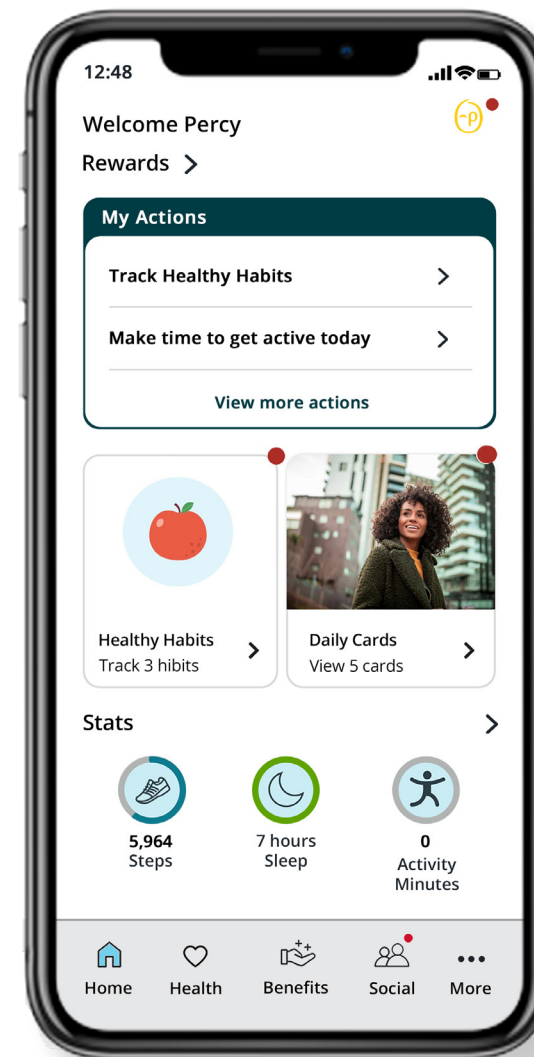 12:48
Welcome Percy
-p
Rewards
My Actions
Track Healthy Habits
Make time to get active today
View more actions
Healthy Habits
Track 3 hibits
Daily Cards
View 5 cards
Stats
5,964
Steps
7 hours
Sleep
0
Activity
Minutes
Home
Health
Benefits
Social
More